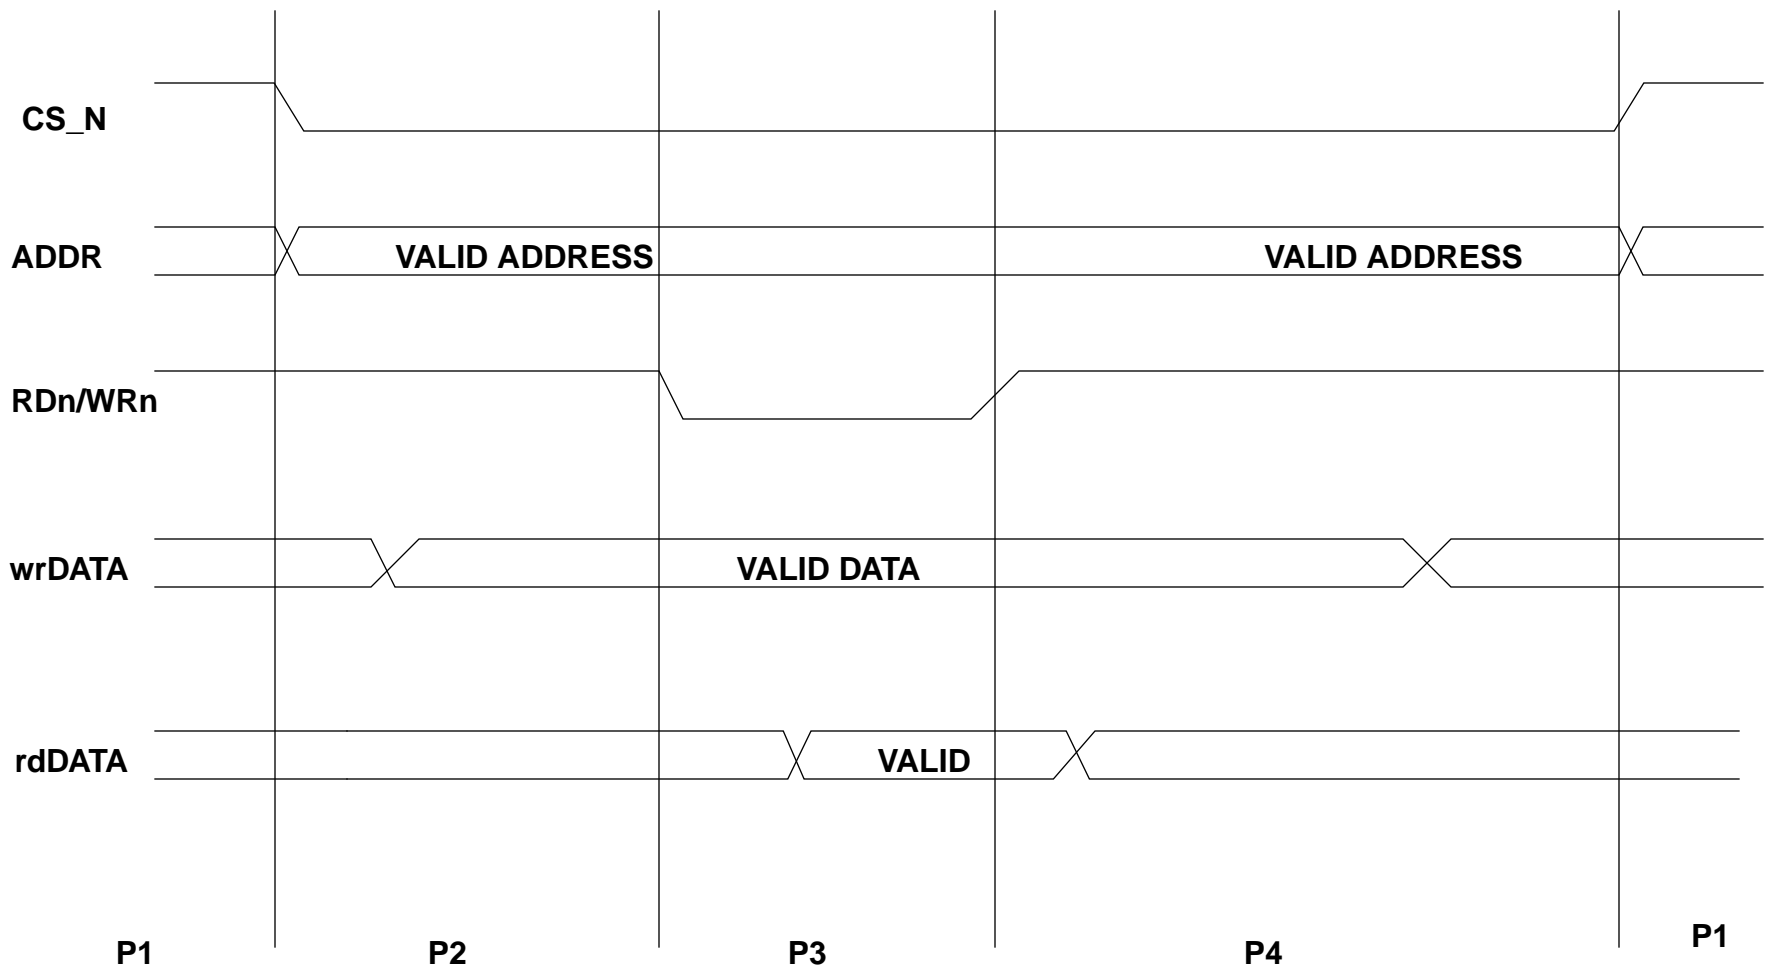 CS_N
ADDR VALID ADDRESS VALID ADDRESS
RDn/WRn
wrDATA VALID DATA
rdDATA VALID
P1 P2 P3 P4 P1